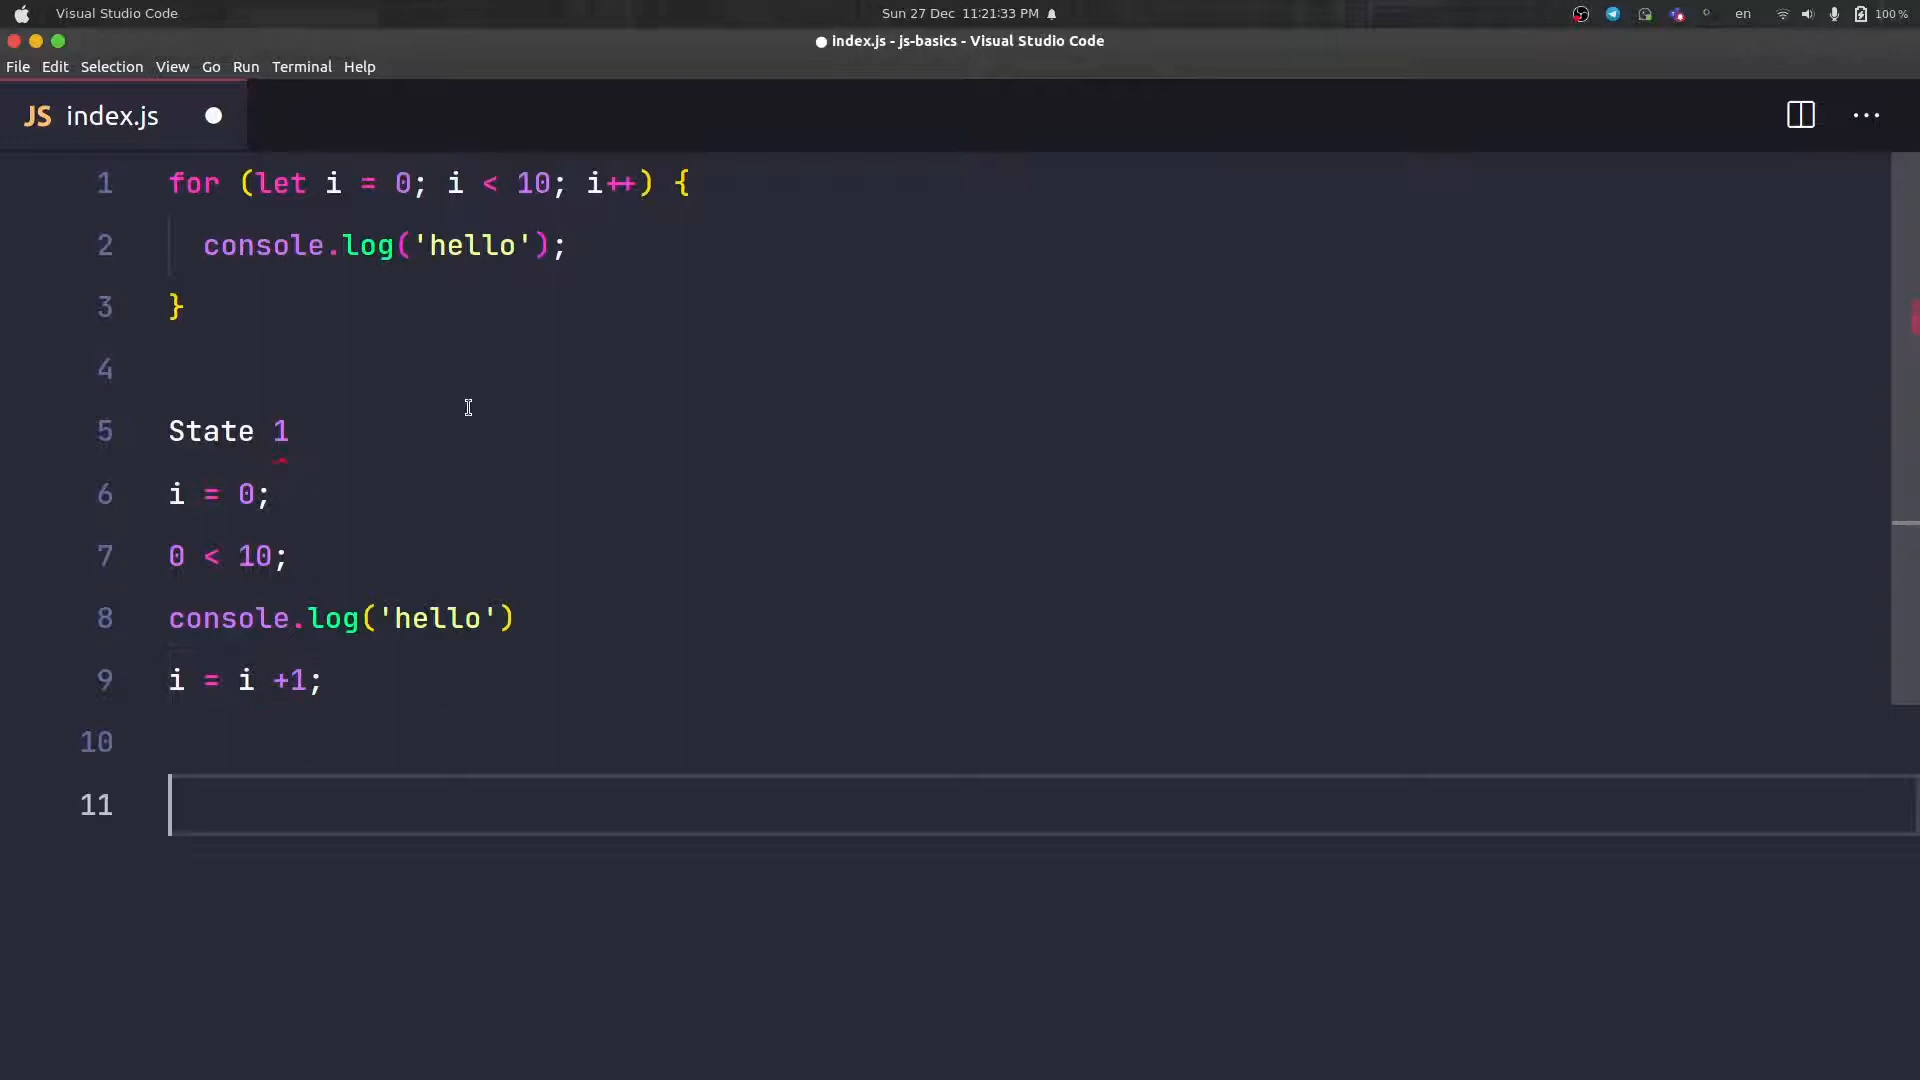 Visual Studio Code
Sun 27 Dec 11:21:33 PM
en
100 %
● index.js - js-basics - Visual Studio Code
File Edit Selection View Go Run Terminal Help
JS index.js
1 for (let i = 0; i < 10; i++) {
2 console.log('hello');
3 }
4
5 State 1
6 i = 0;
7 0 < 10;
8 console.log('hello')
9 i = i +1;
10
11